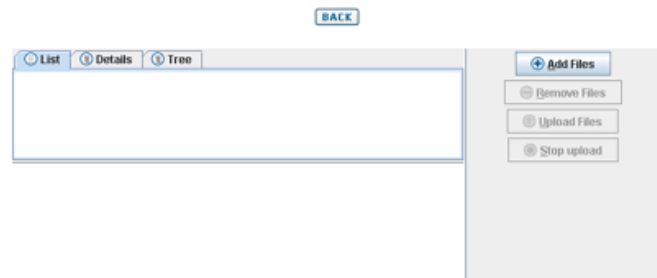 BACK
List Details Tree
Add Files
Remove Files
Upload Files
Stop upload